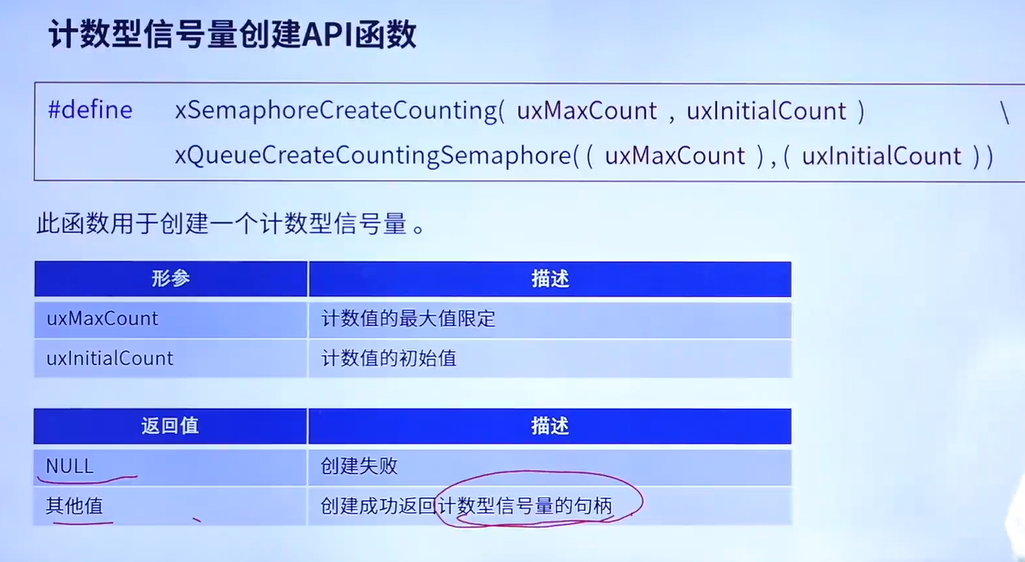 计数型信号量创建API函数
#define xSemaphoreCreateCounting( uxMaxCount , uxInitialCount ) \
xQueueCreateCountingSemaphore( ( uxMaxCount ) , ( uxInitialCount ) )
此函数用于创建一个计数型信号量 。
形参 描述
uxMaxCount 计数值的最大值限定
uxInitialCount 计数值的初始值
返回值 描述
NULL 创建失败
其他值 创建成功返回计数型信号量的句柄